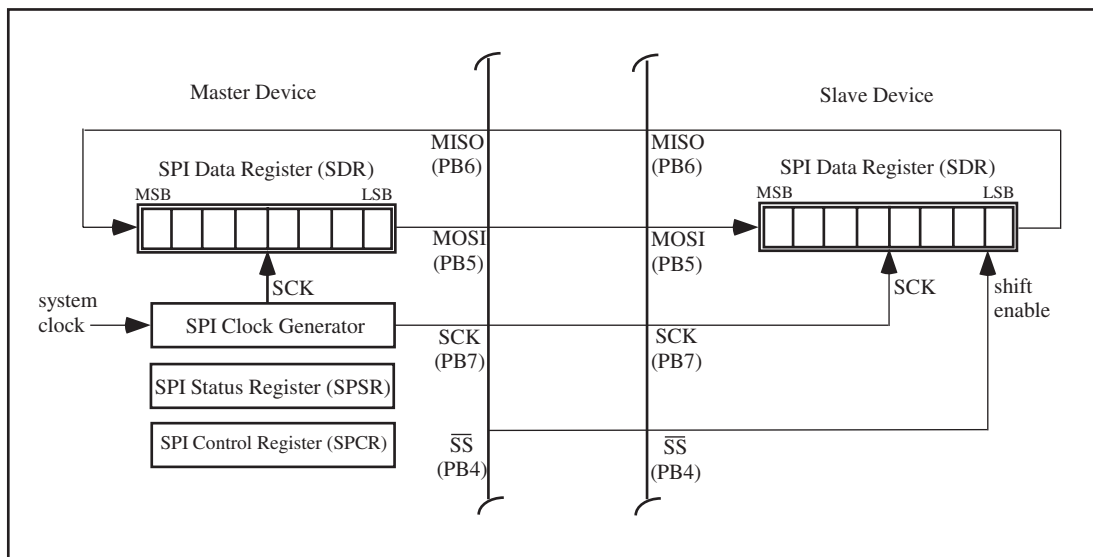 Master Device
Slave Device
MISO
(PB6)
MISO
(PB6)
SPI Data Register (SDR)
MSB
LSB
SPI Data Register (SDR)
MSB
LSB
MOSI
(PB5)
MOSI
(PB5)
SCK
system
clock
SPI Clock Generator
SCK
(PB7)
SCK
(PB7)
SCK
shift
enable
SPI Status Register (SPSR)
SPI Control Register (SPCR)
S̅S̅
(PB4)
S̅S̅
(PB4)